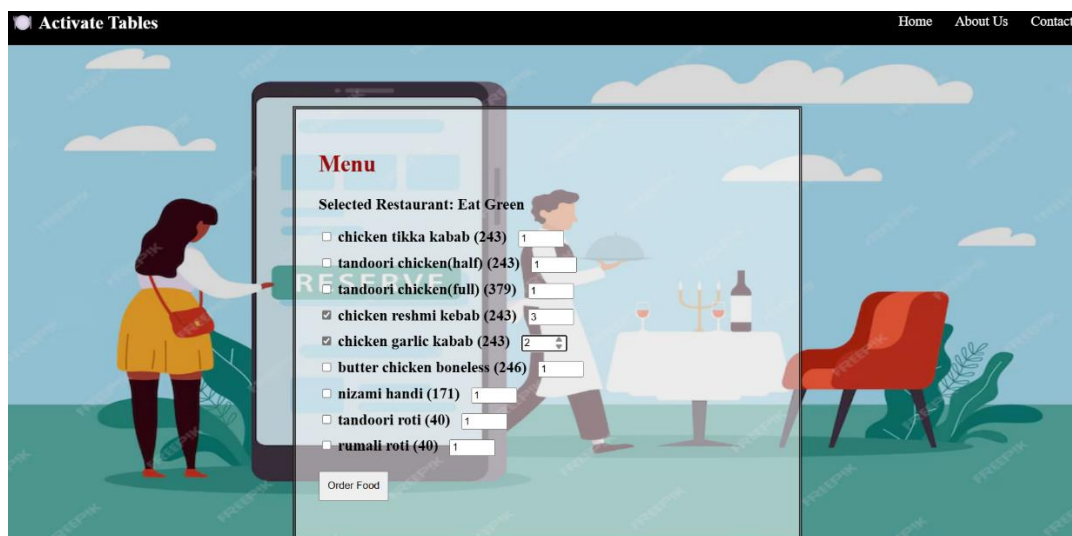 Activate Tables
Home About Us Contact
Menu
Selected Restaurant: Eat Green
chicken tikka kabab (243) 1
tandoori chicken(half) (243) 1
RESERVE
tandoori chicken(full) (379) 1
chicken reshmi kebab (243) 3
chicken garlic kabab (243) 2
butter chicken boneless (246) 1
nizami handi (171) 1
tandoori roti (40) 1
rumali roti (40) 1
Order Food
FREEPIK